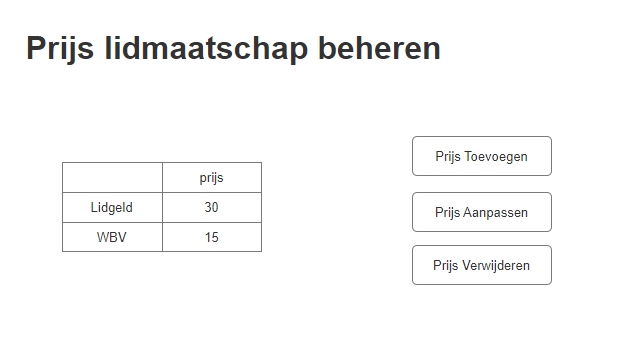 Prijs lidmaatschap beheren
prijs
Lidgeld 30
WBV 15
Prijs Toevoegen
Prijs Aanpassen
Prijs Verwijderen